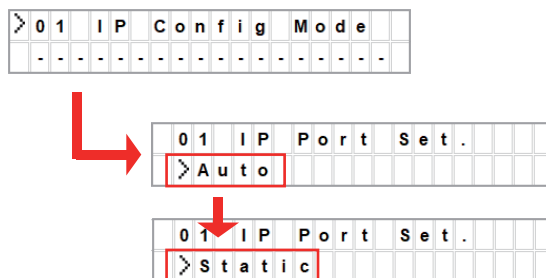 >01 IP Config Mode
- - - - - - - - - - - - - - - - - -
01 IP Port Set.
>Auto
01 IP Port Set.
>Static